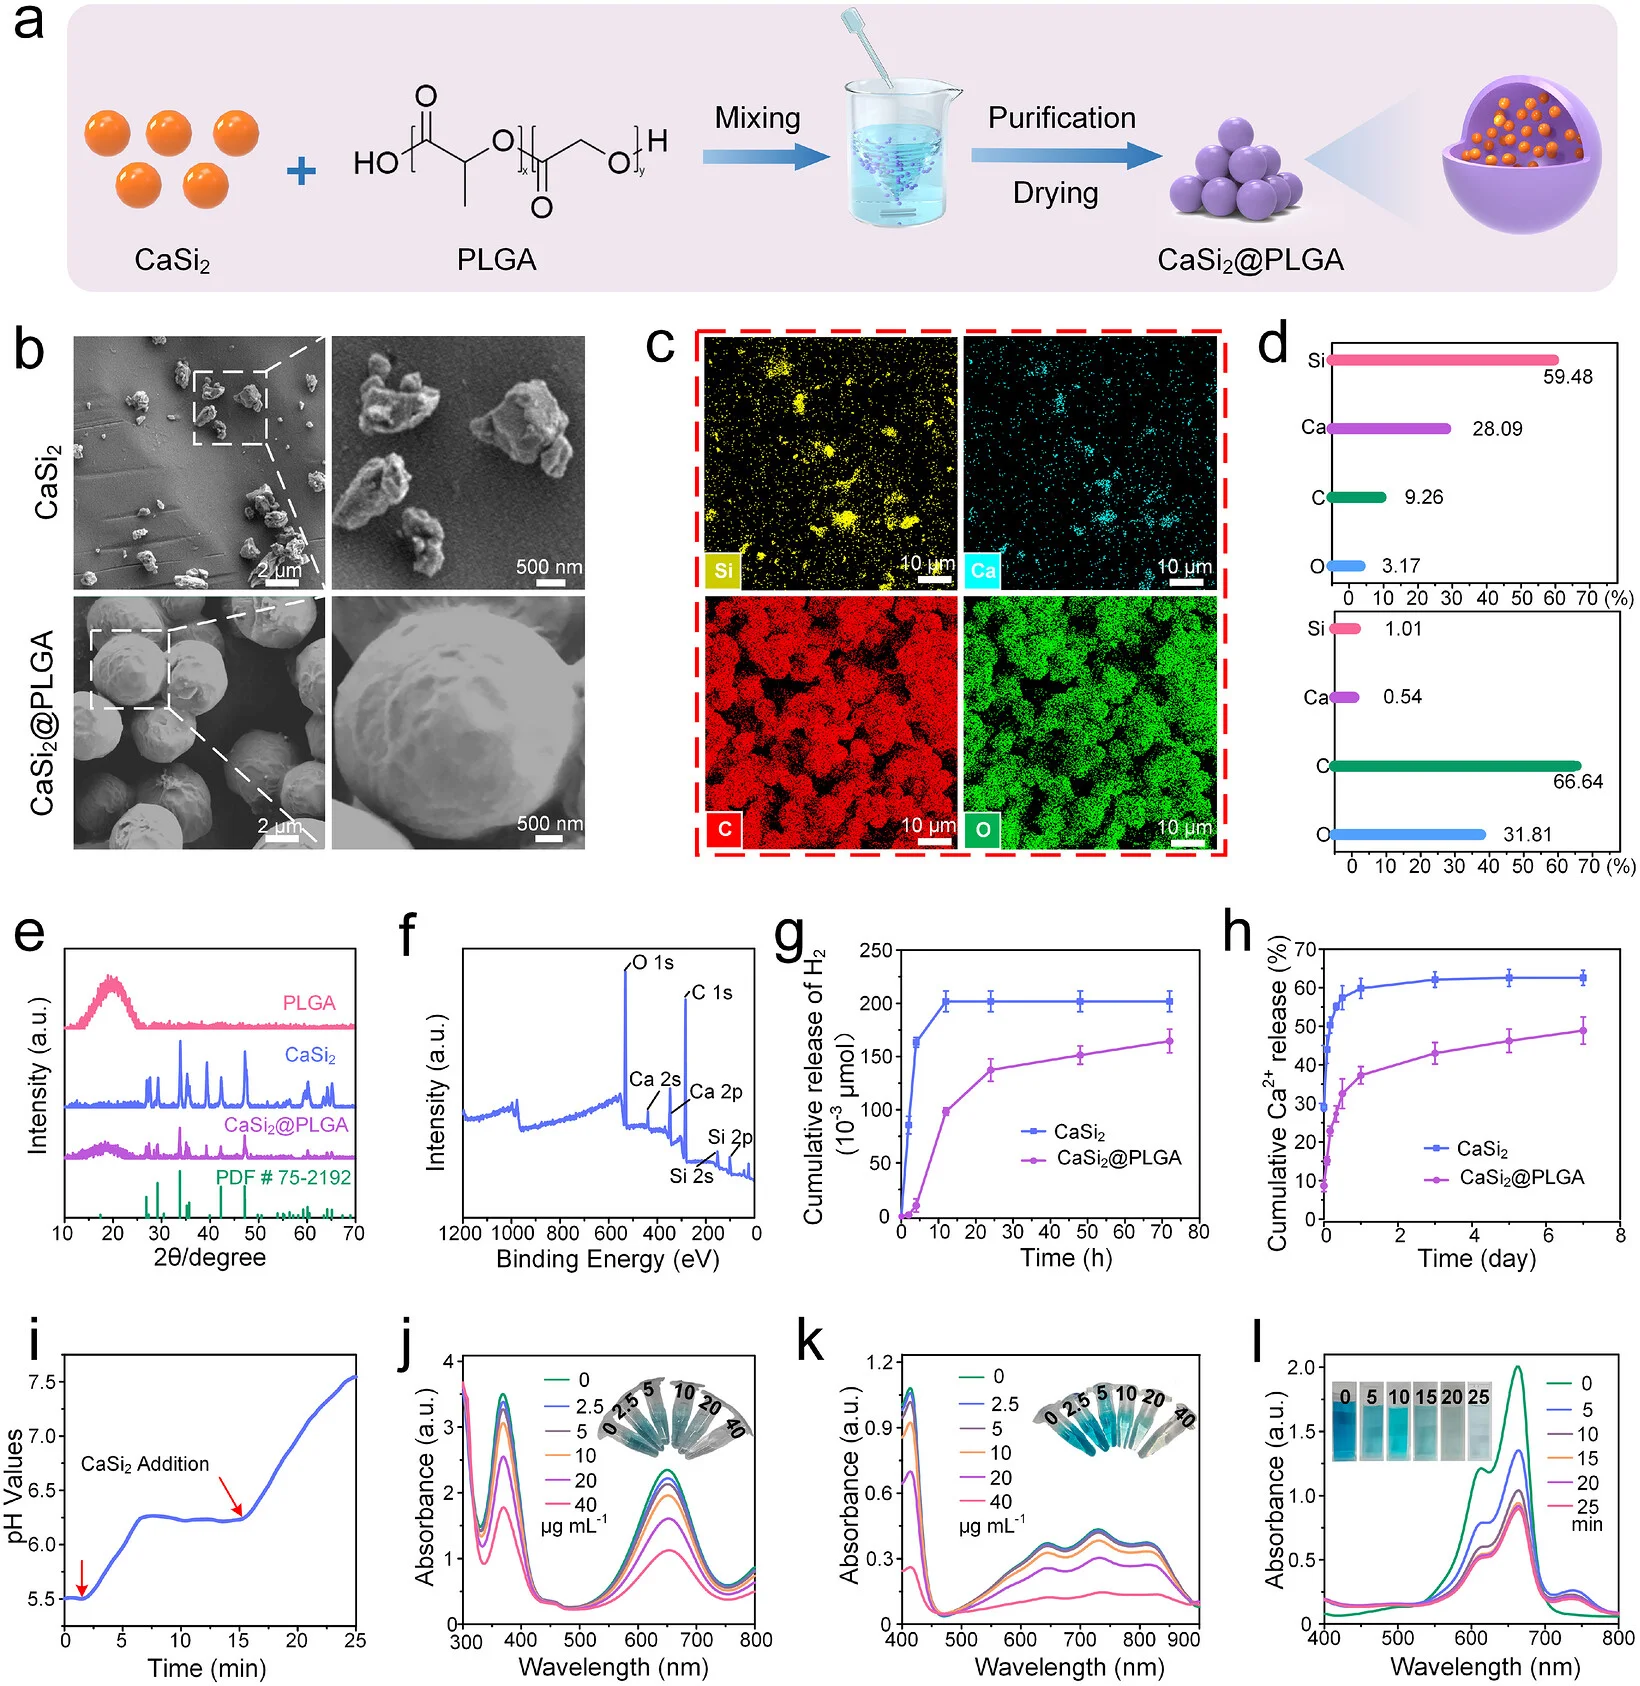 a
CaSi2
+
HO
O
O
O
O
H
x
y
PLGA
Mixing
Purification
Drying
CaSi2@PLGA
b
CaSi2
2 μm
500 nm
CaSi2@PLGA
2 μm
500 nm
c
Si
10 μm
Ca
10 μm
C
10 μm
O
10 μm
d
Si
59.48
Ca
28.09
C
9.26
O
3.17
0 10 20 30 40 50 60 70 (%)
Si
1.01
Ca
0.54
C
66.64
O
31.81
0 10 20 30 40 50 60 70 (%)
e
Intensity (a.u.)
PLGA
CaSi2
CaSi2@PLGA
PDF # 75-2192
10 20 30 40 50 60 70
2θ/degree
f
Intensity (a.u.)
O 1s
C 1s
Ca 2s
Ca 2p
Si 2p
Si 2s
1200 1000 800 600 400 200 0
Binding Energy (eV)
g
Cumulative release of H2
(10-3 μmol)
250
200
150
100
50
0
CaSi2
CaSi2@PLGA
0 10 20 30 40 50 60 70 80
Time (h)
h
Cumulative Ca2+ release (%)
70
60
50
40
30
20
10
0
CaSi2
CaSi2@PLGA
0 2 4 6 8
Time (day)
i
pH Values
7.5
7.0
6.5
6.0
5.5
CaSi2 Addition
0 5 10 15 20 25
Time (min)
j
Absorbance (a.u.)
4
3
2
1
0
0
2.5
5
10
20
40
μg mL-1
0 2.5 5 10 20 40
300 400 500 600 700 800
Wavelength (nm)
k
Absorbance (a.u.)
1.2
0.9
0.6
0.3
0
0
2.5
5
10
20
40
μg mL-1
0 2.5 5 10 20 40
400 500 600 700 800 900
Wavelength (nm)
l
Absorbance (a.u.)
2.0
1.5
1.0
0.5
0
0 5 10 15 20 25
0
5
10
15
20
25
min
400 500 600 700 800
Wavelength (nm)